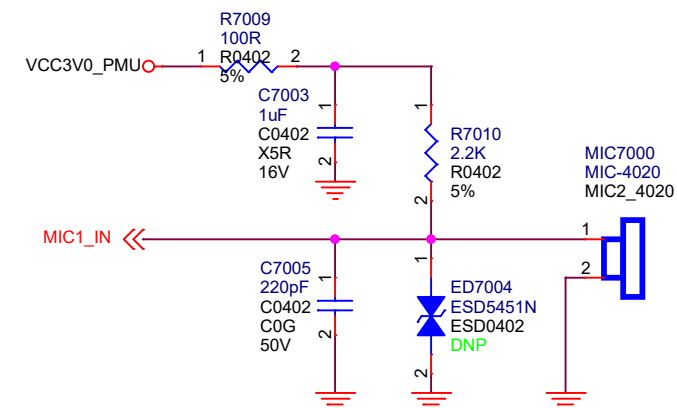 R7009
100R
R0402
5%
VCC3V0_PMU
1
2
C7003
1uF
C0402
X5R
16V
1
2
R7010
2.2K
R0402
5%
1
2
MIC7000
MIC-4020
MIC2_4020
1
2
MIC1_IN
C7005
220pF
C0402
C0G
50V
1
2
ED7004
ESD5451N
ESD0402
DNP
1
2